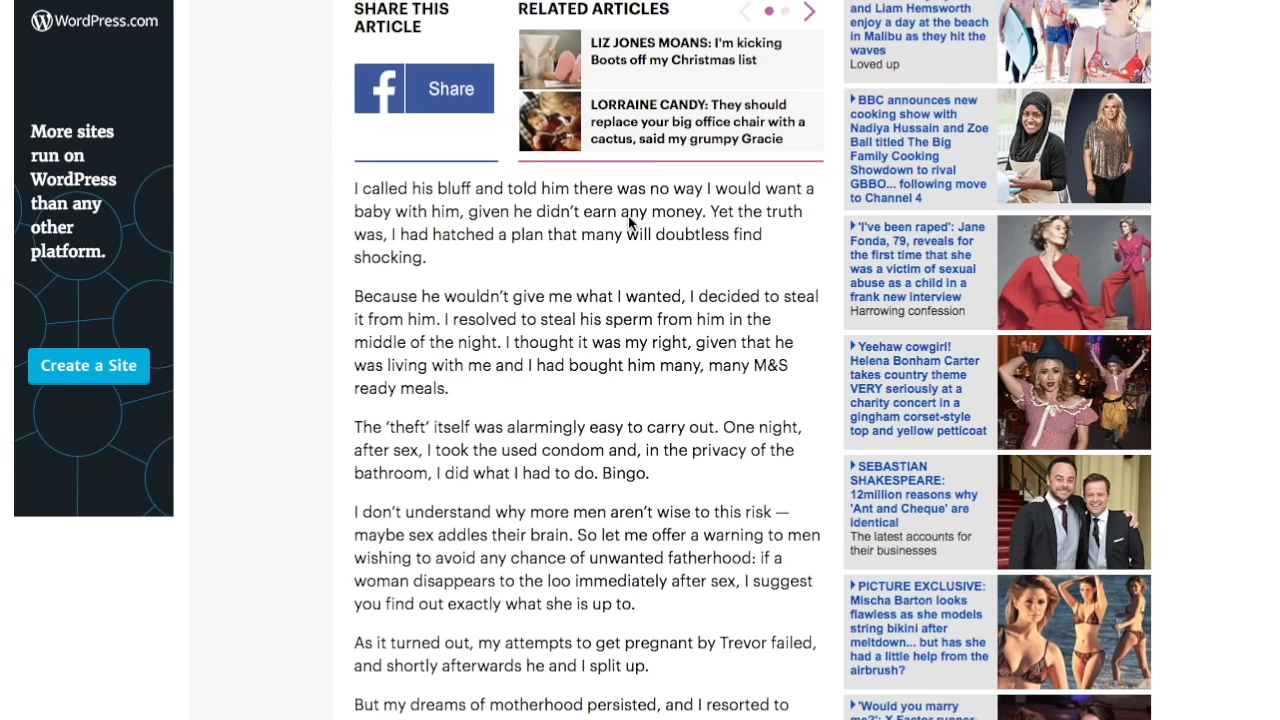 WordPress.com
More sites
run on
WordPress
than any
other
platform.
Create a Site
SHARE THIS
ARTICLE
f Share
RELATED ARTICLES
LIZ JONES MOANS: I'm kicking
Boots off my Christmas list
LORRAINE CANDY: They should
replace your big office chair with a
cactus, said my grumpy Gracie
I called his bluff and told him there was no way I would want a
baby with him, given he didn't earn any money. Yet the truth
was, I had hatched a plan that many will doubtless find
shocking.
Because he wouldn't give me what I wanted, I decided to steal
it from him. I resolved to steal his sperm from him in the
middle of the night. I thought it was my right, given that he
was living with me and I had bought him many, many M&S
ready meals.
The 'theft' itself was alarmingly easy to carry out. One night,
after sex, I took the used condom and, in the privacy of the
bathroom, I did what I had to do. Bingo.
I don't understand why more men aren't wise to this risk —
maybe sex addles their brain. So let me offer a warning to men
wishing to avoid any chance of unwanted fatherhood: if a
woman disappears to the loo immediately after sex, I suggest
you find out exactly what she is up to.
As it turned out, my attempts to get pregnant by Trevor failed,
and shortly afterwards he and I split up.
But my dreams of motherhood persisted, and I resorted to
and Liam Hemsworth
enjoy a day at the beach
in Malibu as they hit the
waves
Loved up
BBC announces new
cooking show with
Nadiya Hussain and Zoe
Ball titled The Big
Family Cooking
Showdown to rival
GBBO... following move
to Channel 4
'I've been raped': Jane
Fonda, 79, reveals for
the first time that she
was a victim of sexual
abuse as a child in a
frank new interview
Harrowing confession
Yeehaw cowgirl!
Helena Bonham Carter
takes country theme
VERY seriously at a
charity concert in a
gingham corset-style
top and yellow petticoat
SEBASTIAN
SHAKESPEARE:
12million reasons why
'Ant and Cheque' are
identical
The latest accounts for
their businesses
PICTURE EXCLUSIVE:
Mischa Barton looks
flawless as she models
string bikini after
meltdown... but has she
had a little help from the
airbrush?
'Would you marry
me?': X Factor runner-